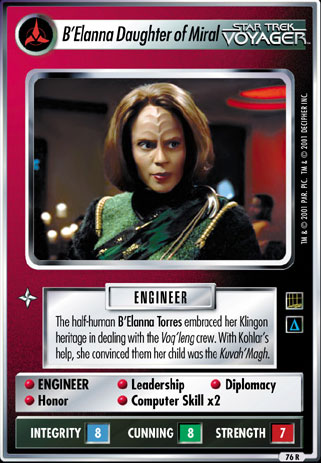 B'Elanna Daughter of Miral
STAR TREK
VOYAGER™
™ & © 2001 PAR. PIC. TM & © 2001 DECIPHER INC.
ENGINEER
The half-human B'Elanna Torres embraced her Klingon
heritage in dealing with the Voq'leng crew. With Kohlar's
help, she convinced them her child was the Kuvah'Magh.
ENGINEER
Leadership
Diplomacy
Honor
Computer Skill x2
INTEGRITY 8 CUNNING 8 STRENGTH 7
76 R